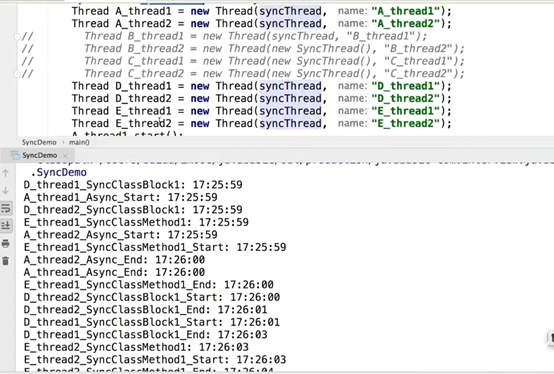 Thread A_thread1 = new Thread(syncThread, name: "A_thread1");
Thread A_thread2 = new Thread(syncThread, name: "A_thread2");
// Thread B_thread1 = new Thread(syncThread, "B_thread1");
// Thread B_thread2 = new Thread(new SyncThread(), "B_thread2");
// Thread C_thread1 = new Thread(syncThread, "C_thread1");
// Thread C_thread2 = new Thread(new SyncThread(), "C_thread2");
Thread D_thread1 = new Thread(syncThread, name: "D_thread1");
Thread D_thread2 = new Thread(syncThread, name: "D_thread2");
Thread E_thread1 = new Thread(syncThread, name: "E_thread1");
Thread E_thread2 = new Thread(syncThread, name: "E_thread2");
A_thread1.start();
SyncDemo › main()
SyncDemo ×
.SyncDemo
D_thread1_SyncClassBlock1: 17:25:59
A_thread1_Async_Start: 17:25:59
D_thread2_SyncClassBlock1: 17:25:59
E_thread1_SyncClassMethod1: 17:25:59
A_thread2_Async_Start: 17:25:59
E_thread1_SyncClassMethod1_Start: 17:25:59
A_thread2_Async_End: 17:26:00
A_thread1_Async_End: 17:26:00
E_thread1_SyncClassMethod1_End: 17:26:00
D_thread2_SyncClassBlock1_Start: 17:26:00
D_thread2_SyncClassBlock1_End: 17:26:01
D_thread1_SyncClassBlock1_Start: 17:26:01
D_thread1_SyncClassBlock1_End: 17:26:03
E_thread2_SyncClassMethod1: 17:26:03
E_thread2_SyncClassMethod1_Start: 17:26:03
E_thread2_SyncClassMethod1_End: 17:26:04